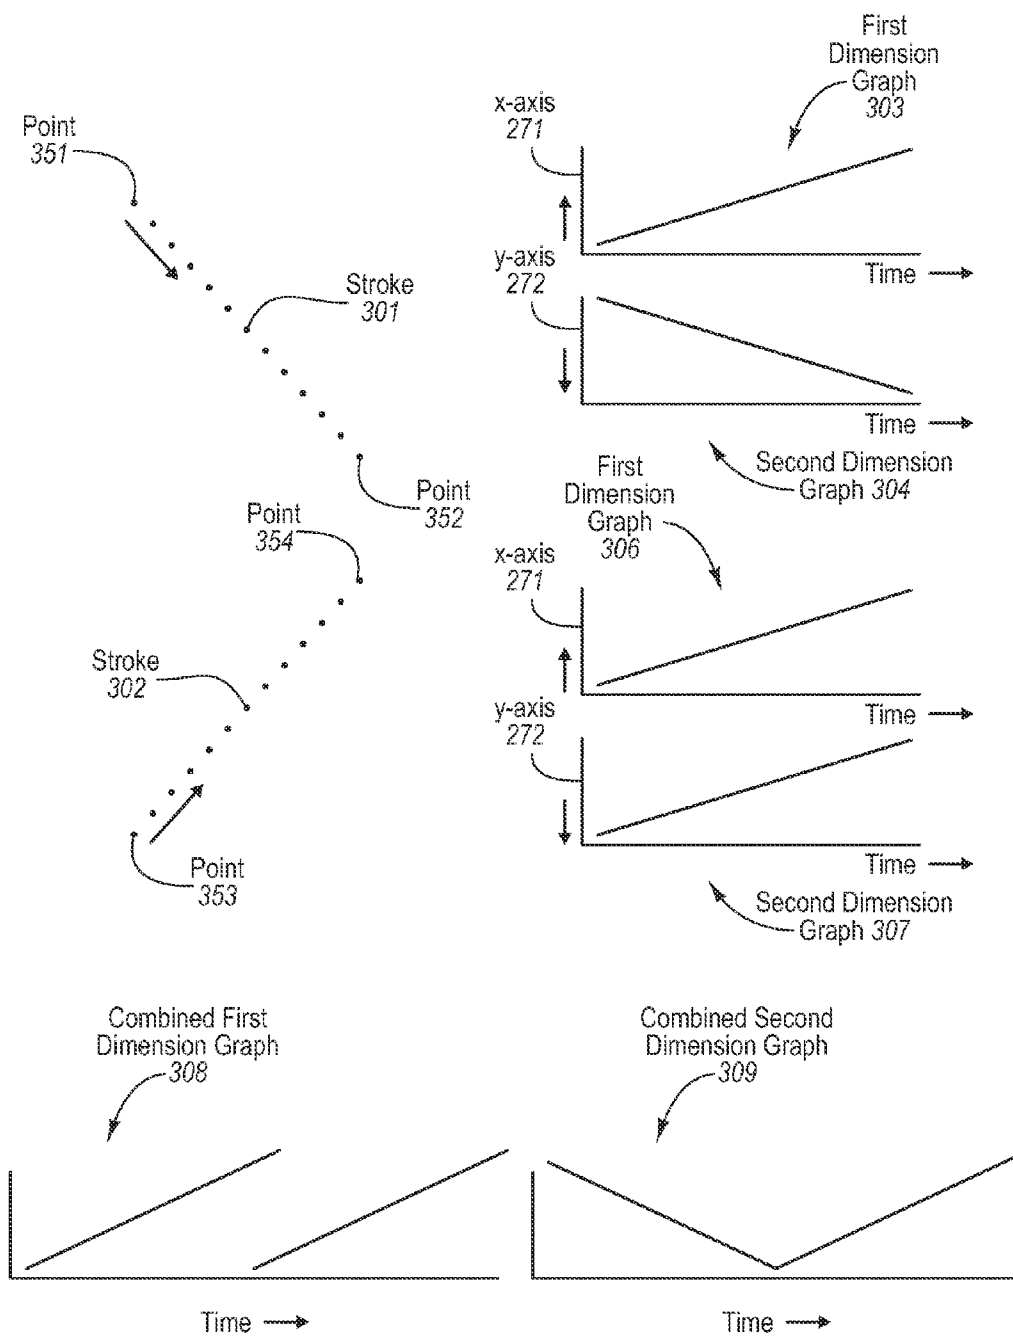 First
Dimension
Graph
303
x-axis
271
Point
351
Time
y-axis
272
Stroke
301
Time
Second Dimension
Graph 304
Point
352
First
Dimension
Graph
306
Point
354
x-axis
271
Stroke
302
Time
y-axis
272
Time
Point
353
Second Dimension
Graph 307
Combined First
Dimension Graph
308
Combined Second
Dimension Graph
309
Time
Time